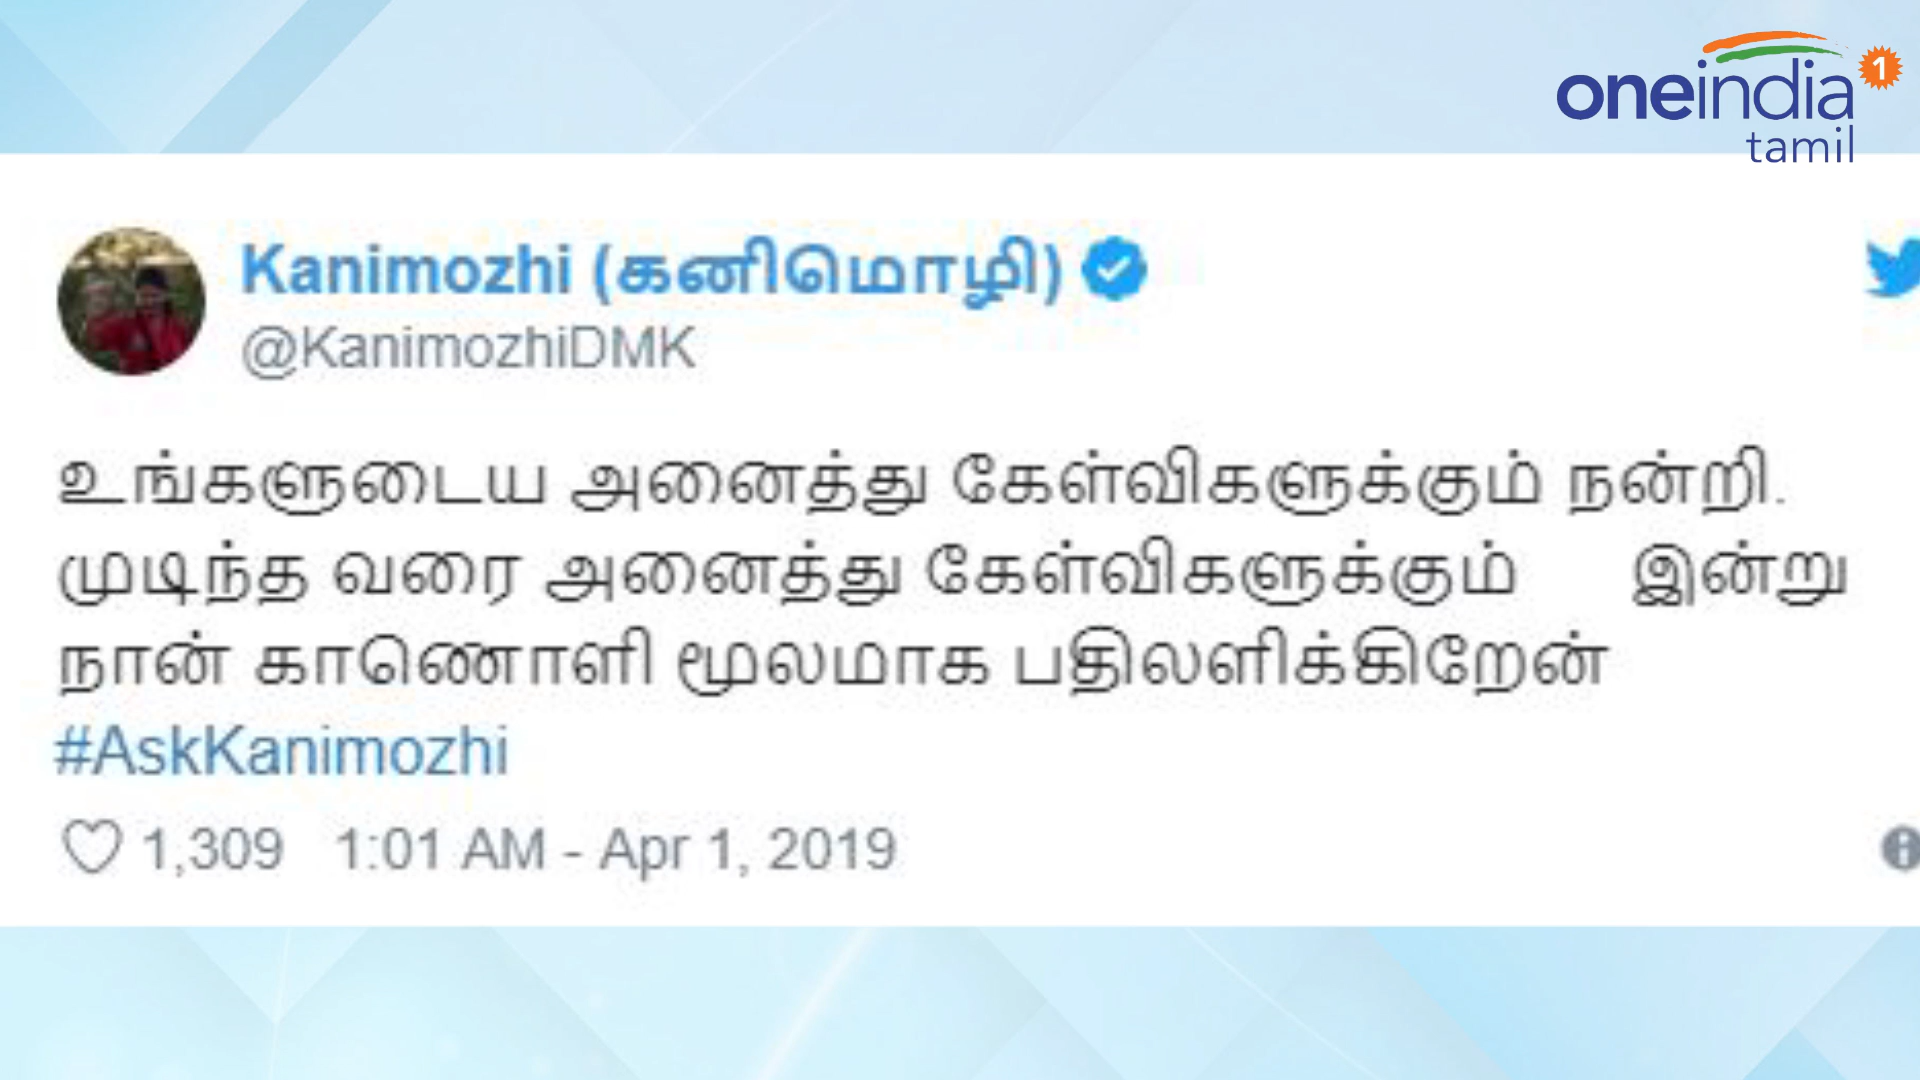 oneindia 1
tamil
Kanimozhi (கனிமொழி)
@KanimozhiDMK
உங்களுடைய அனைத்து கேள்விகளுக்கும் நன்றி.
முடிந்த வரை அனைத்து கேள்விகளுக்கும் இன்று
நான் காணொளி மூலமாக பதிலளிக்கிறேன்
#AskKanimozhi
1,309 1:01 AM - Apr 1, 2019